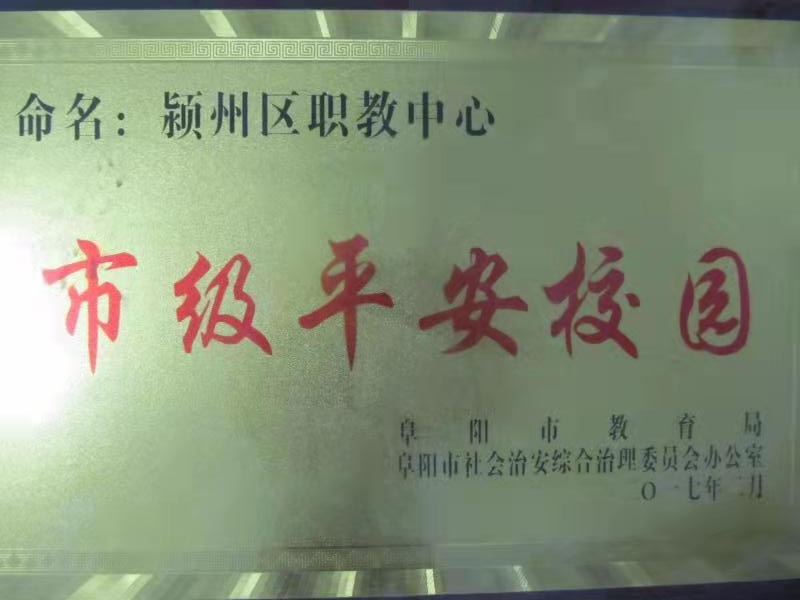 命名：颍州区职教中心
市级平安校园
阜阳市教育局
阜阳市社会治安综合治理委员会办公室
〇一七年二月